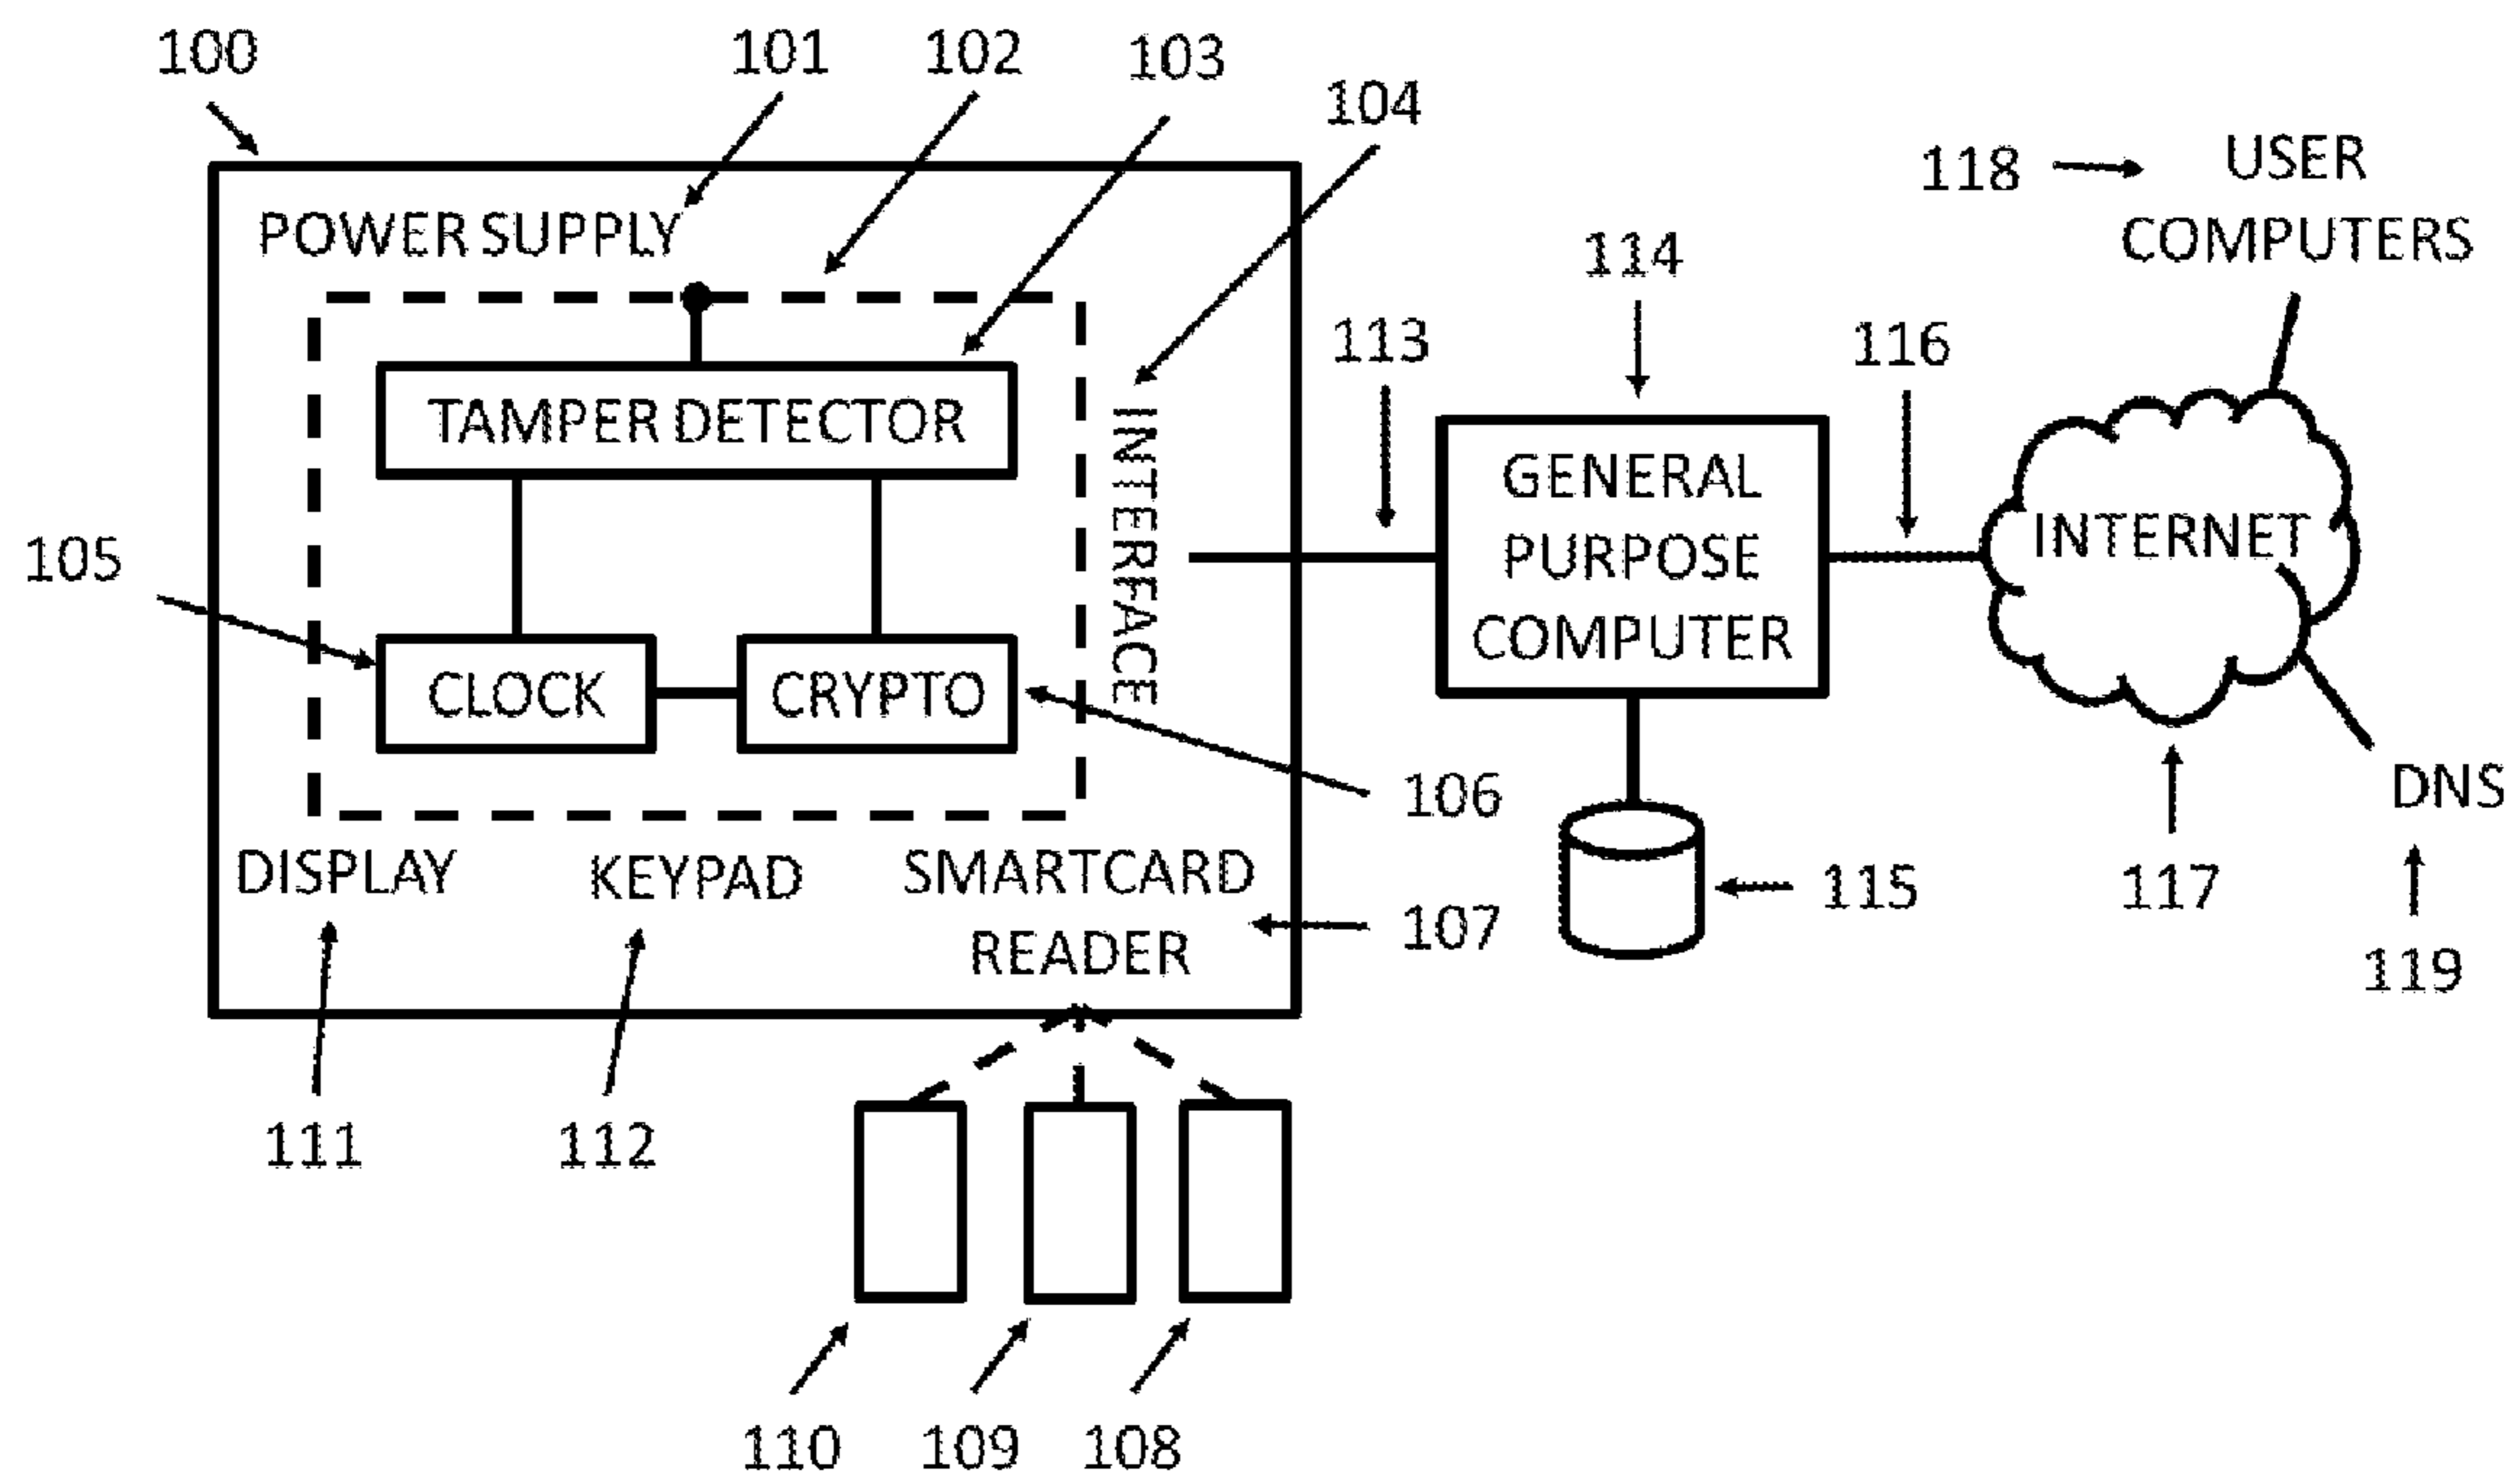 100
101
102
103
104
118
USER
COMPUTERS
POWER SUPPLY
114
113
116
TAMPER DETECTOR
INTERFACE
GENERAL
PURPOSE
COMPUTER
INTERNET
105
CLOCK
CRYPTO
106
DNS
DISPLAY
KEYPAD
SMARTCARD
READER
107
115
117
119
111
112
110
109
108